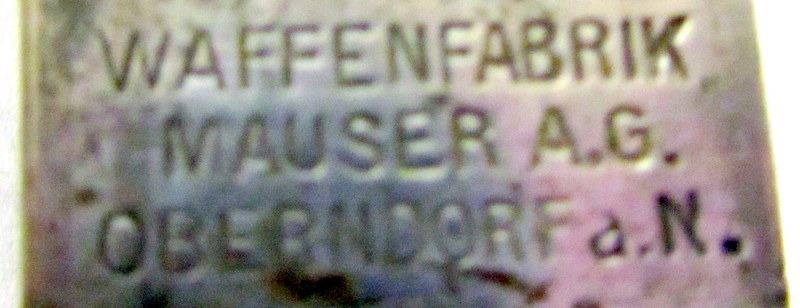 WAFFENFABRIK
MAUSER A.G.
OBERNDORF a.N.